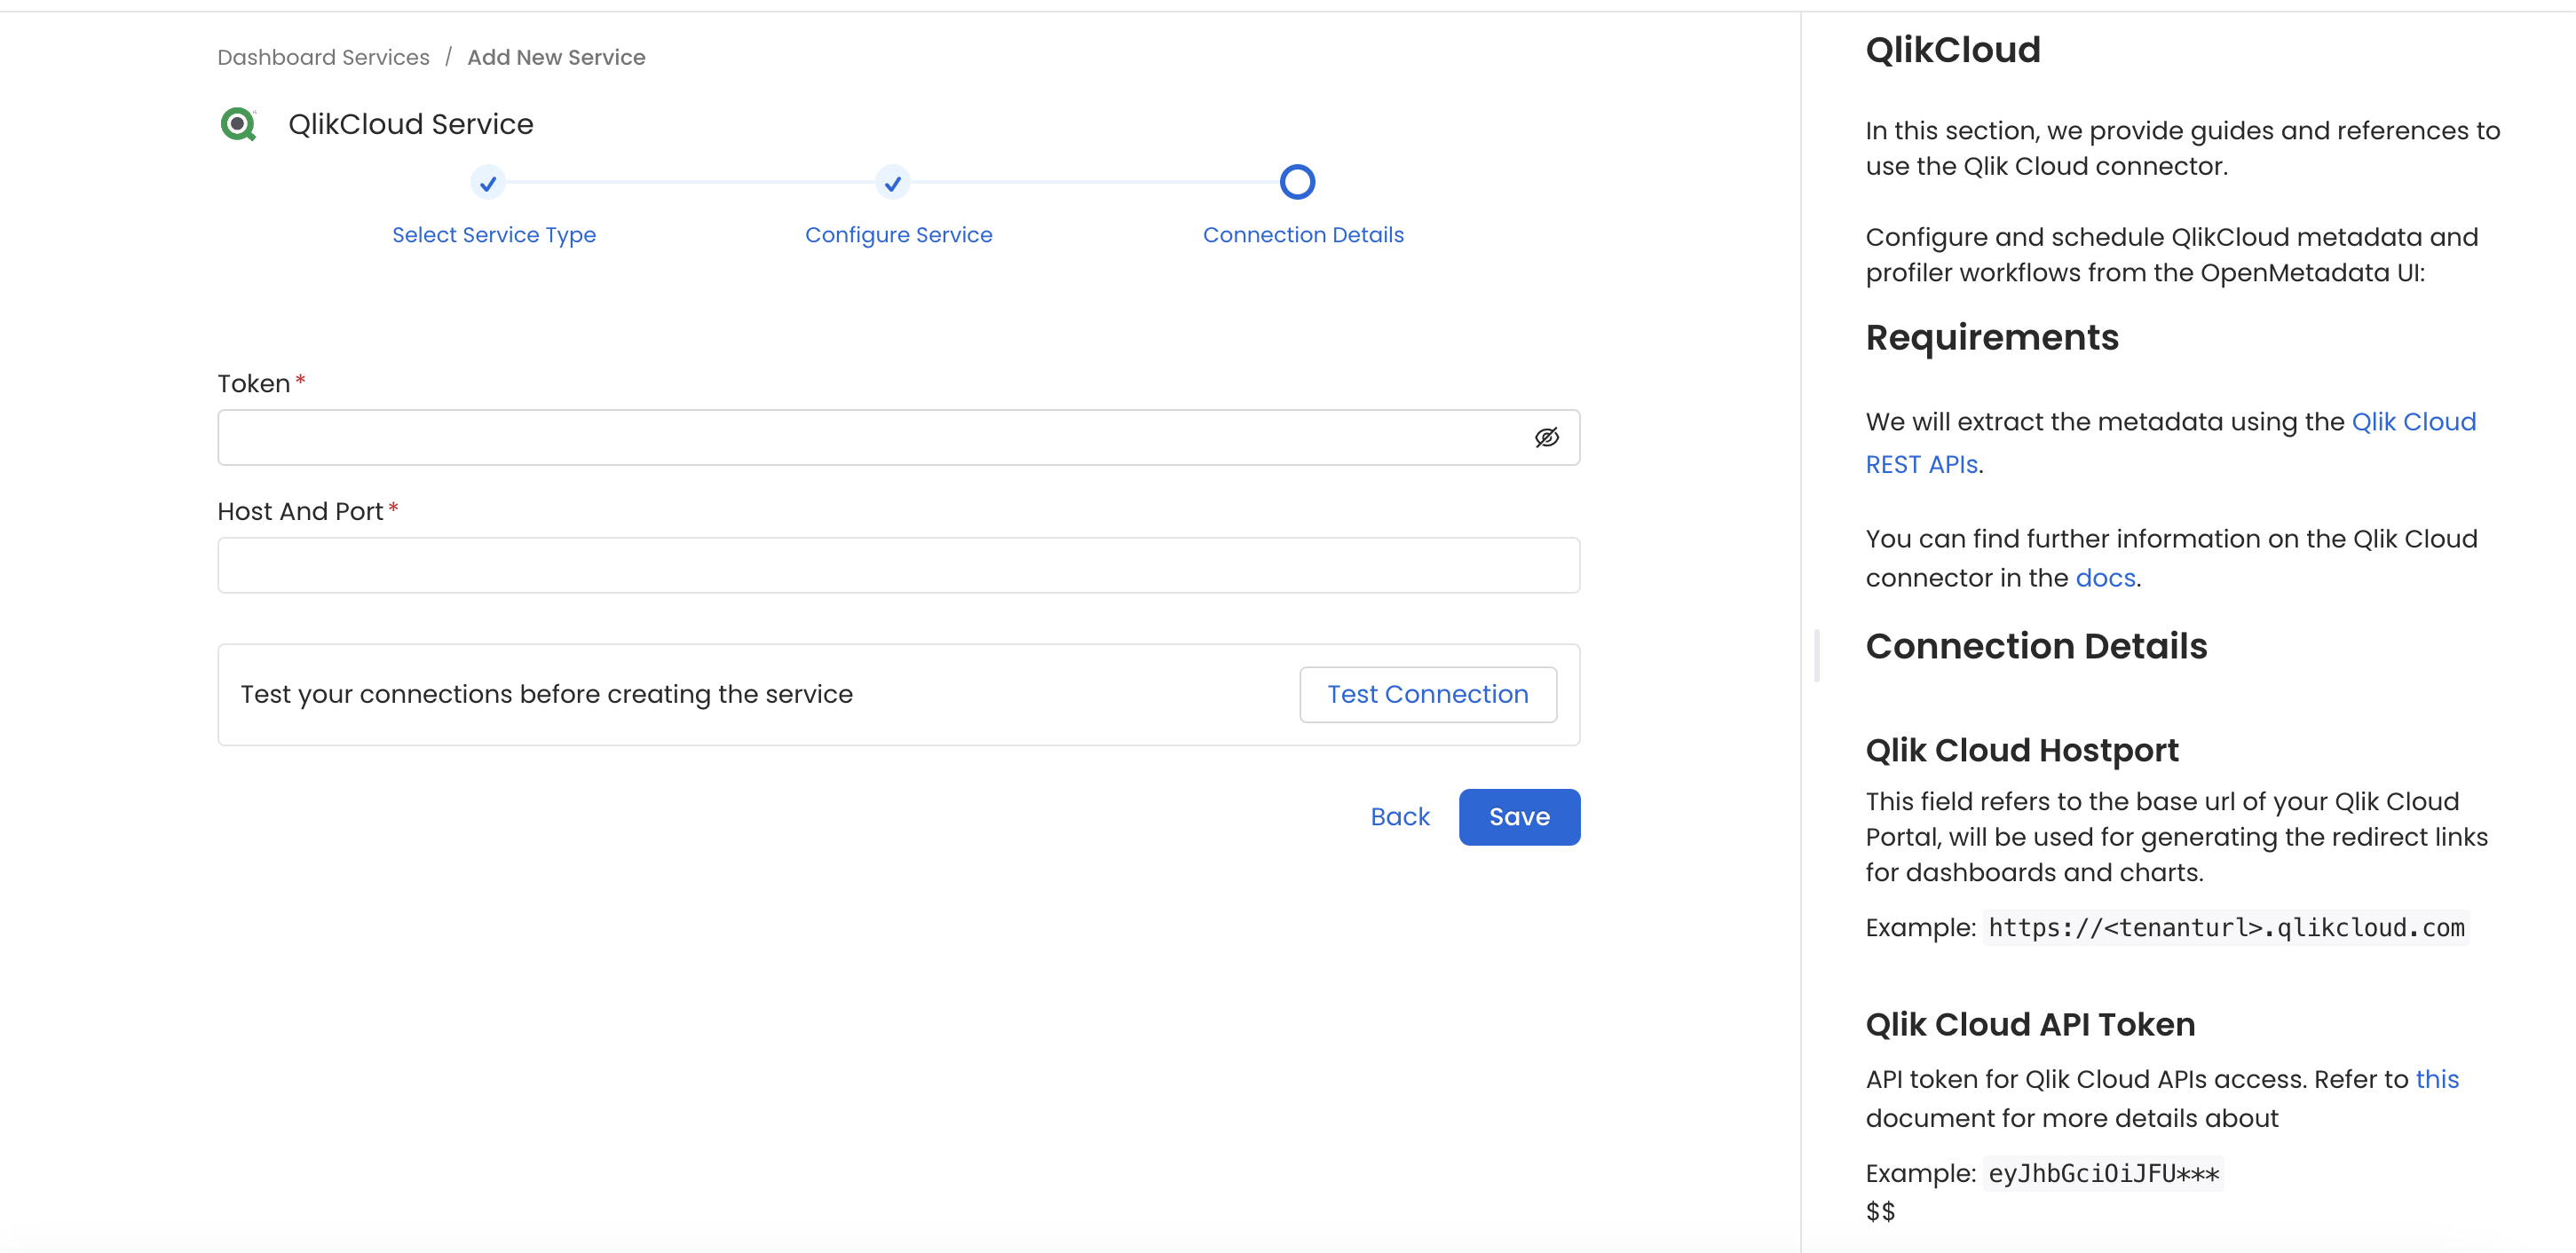 Dashboard Services / Add New Service
QlikCloud Service
Select Service Type
Configure Service
Connection Details
Token *
Host And Port *
Test your connections before creating the service
Test Connection
Back
Save
QlikCloud
In this section, we provide guides and references to
use the Qlik Cloud connector.
Configure and schedule QlikCloud metadata and
profiler workflows from the OpenMetadata UI:
Requirements
We will extract the metadata using the Qlik Cloud
REST APIs.
You can find further information on the Qlik Cloud
connector in the docs.
Connection Details
Qlik Cloud Hostport
This field refers to the base url of your Qlik Cloud
Portal, will be used for generating the redirect links
for dashboards and charts.
Example: https://<tenanturl>.qlikcloud.com
Qlik Cloud API Token
API token for Qlik Cloud APIs access. Refer to this
document for more details about
Example: eyJhbGciOiJFU***
$$